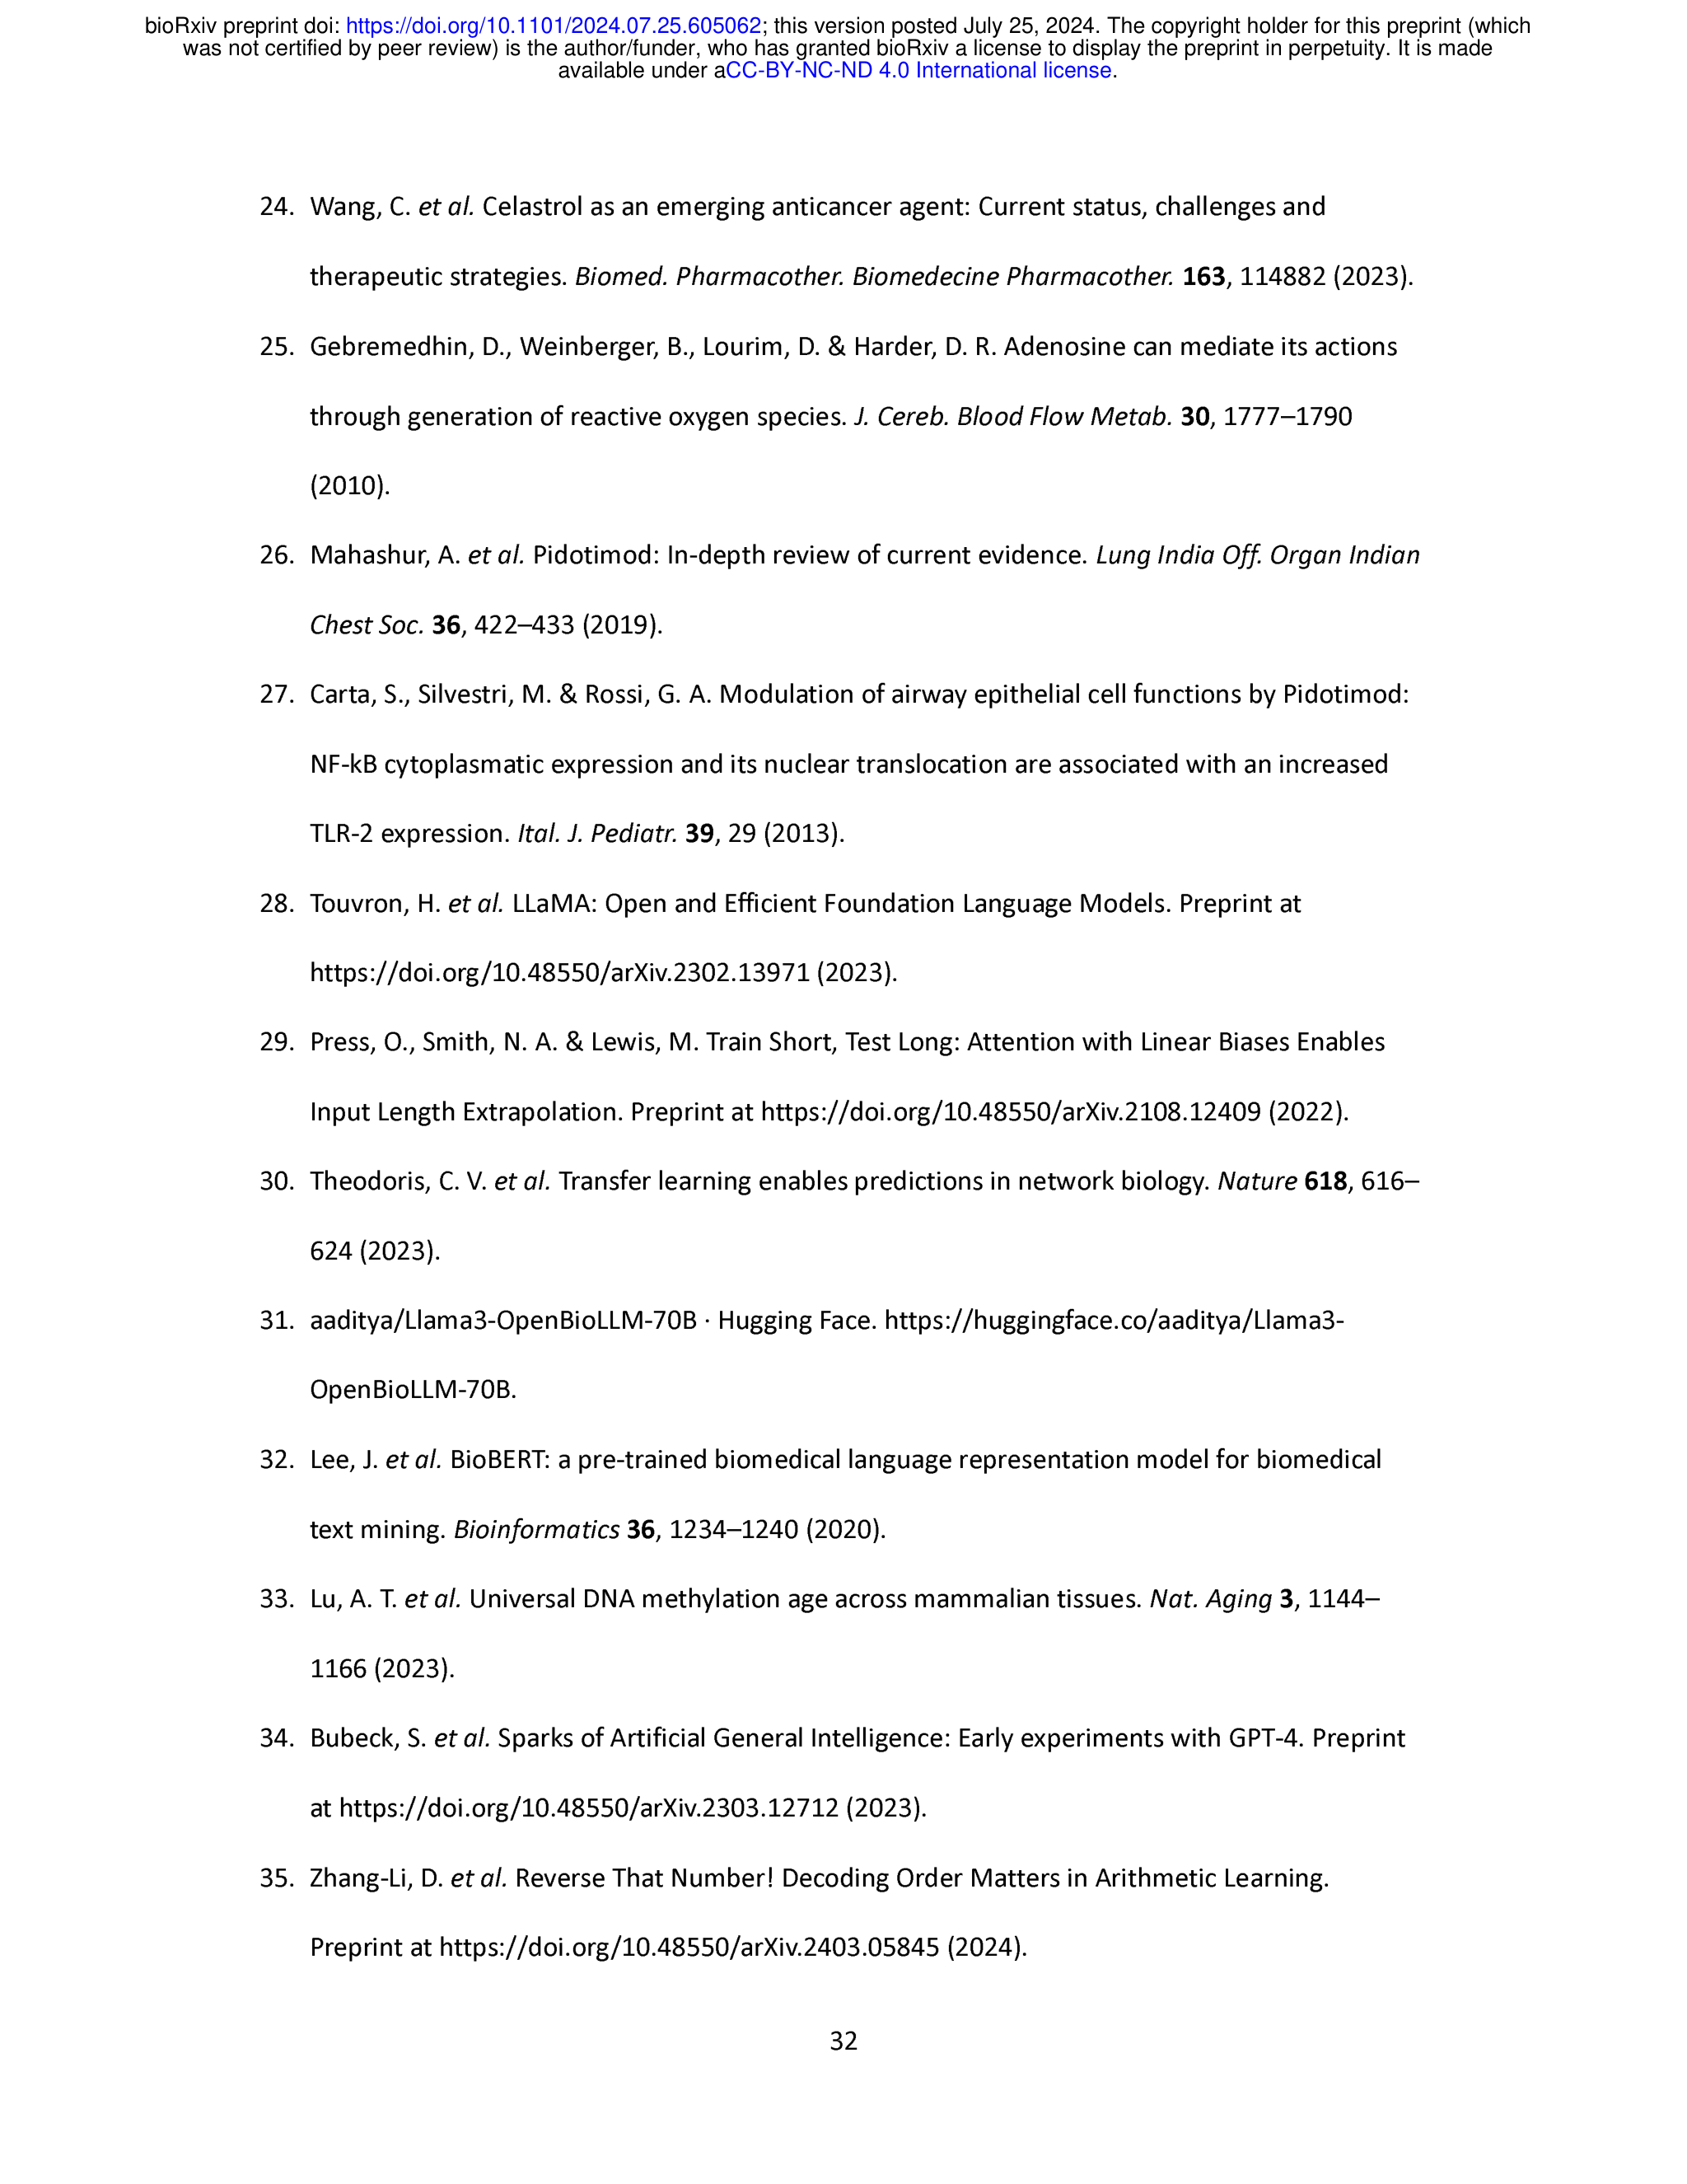 bioRxiv preprint doi: https://doi.org/10.1101/2024.07.25.605062; this version posted July 25, 2024. The copyright holder for this preprint (which
was not certified by peer review) is the author/funder, who has granted bioRxiv a license to display the preprint in perpetuity. It is made
available under aCC-BY-NC-ND 4.0 International license.
24. Wang, C. et al. Celastrol as an emerging anticancer agent: Current status, challenges and
therapeutic strategies. Biomed. Pharmacother. Biomedecine Pharmacother. 163, 114882 (2023).
25. Gebremedhin, D., Weinberger, B., Lourim, D. & Harder, D. R. Adenosine can mediate its actions
through generation of reactive oxygen species. J. Cereb. Blood Flow Metab. 30, 1777–1790
(2010).
26. Mahashur, A. et al. Pidotimod: In-depth review of current evidence. Lung India Off. Organ Indian
Chest Soc. 36, 422–433 (2019).
27. Carta, S., Silvestri, M. & Rossi, G. A. Modulation of airway epithelial cell functions by Pidotimod:
NF-kB cytoplasmatic expression and its nuclear translocation are associated with an increased
TLR-2 expression. Ital. J. Pediatr. 39, 29 (2013).
28. Touvron, H. et al. LLaMA: Open and Efficient Foundation Language Models. Preprint at
https://doi.org/10.48550/arXiv.2302.13971 (2023).
29. Press, O., Smith, N. A. & Lewis, M. Train Short, Test Long: Attention with Linear Biases Enables
Input Length Extrapolation. Preprint at https://doi.org/10.48550/arXiv.2108.12409 (2022).
30. Theodoris, C. V. et al. Transfer learning enables predictions in network biology. Nature 618, 616–
624 (2023).
31. aaditya/Llama3-OpenBioLLM-70B · Hugging Face. https://huggingface.co/aaditya/Llama3-
OpenBioLLM-70B.
32. Lee, J. et al. BioBERT: a pre-trained biomedical language representation model for biomedical
text mining. Bioinformatics 36, 1234–1240 (2020).
33. Lu, A. T. et al. Universal DNA methylation age across mammalian tissues. Nat. Aging 3, 1144–
1166 (2023).
34. Bubeck, S. et al. Sparks of Artificial General Intelligence: Early experiments with GPT-4. Preprint
at https://doi.org/10.48550/arXiv.2303.12712 (2023).
35. Zhang-Li, D. et al. Reverse That Number! Decoding Order Matters in Arithmetic Learning.
Preprint at https://doi.org/10.48550/arXiv.2403.05845 (2024).
32